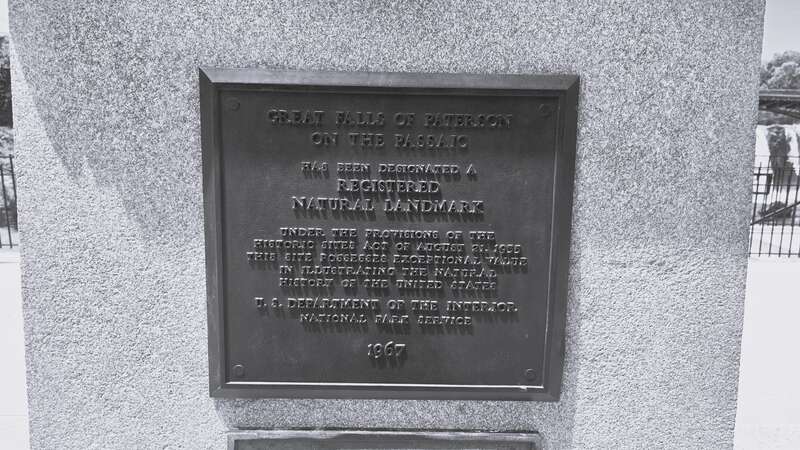 GREAT FALLS OF PATERSON
ON THE PASSAIC
HAS BEEN DESIGNATED A
REGISTERED
NATURAL LANDMARK
UNDER THE PROVISIONS OF THE
HISTORIC SITES ACT OF AUGUST 21, 1935
THIS SITE POSSESSES EXCEPTIONAL VALUE
IN ILLUSTRATING THE NATURAL
HISTORY OF THE UNITED STATES
U. S. DEPARTMENT OF THE INTERIOR
NATIONAL PARK SERVICE
1967